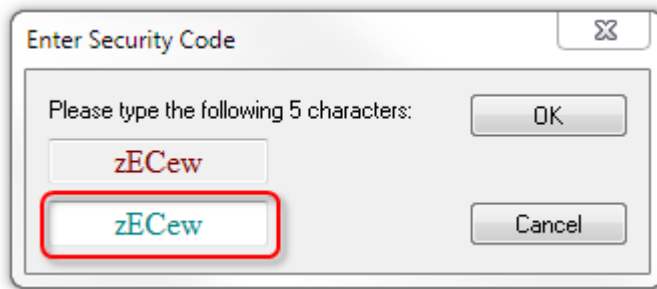 Enter Security Code
Please type the following 5 characters:
OK
zECew
zECew
Cancel